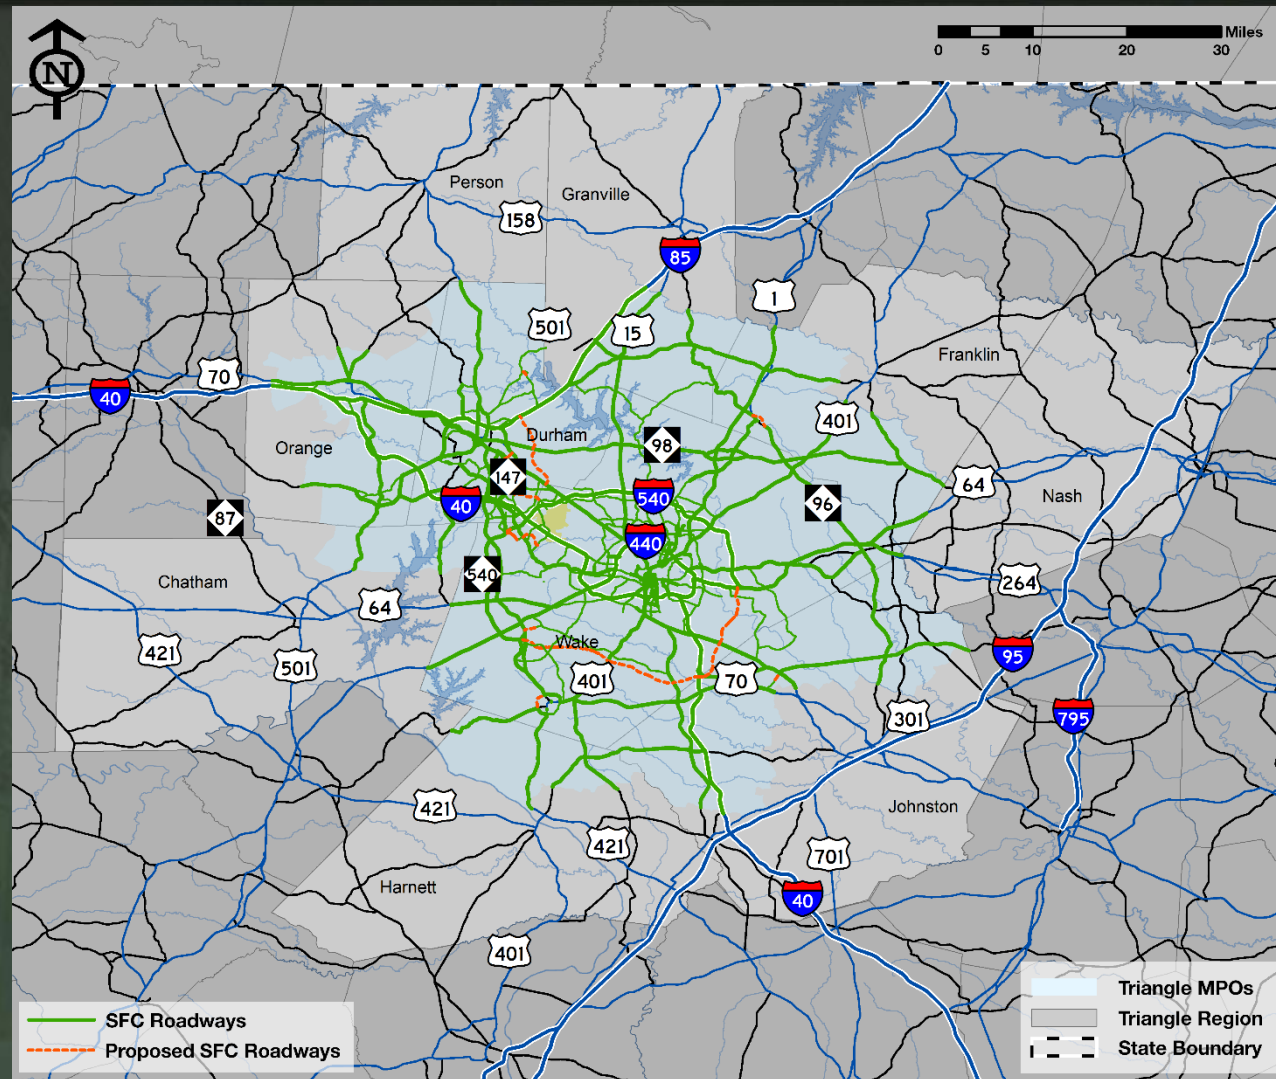 N
Miles
0 5 10 20 30
Person
Granville
158
85
1
501
15
Franklin
70
40
401
Orange
Durham
98
147
64
Nash
540
40
96
87
440
540
264
Chatham
64
421
Wake
501
95
401
70
301
795
421
Johnston
421
701
Harnett
40
401
SFC Roadways
Proposed SFC Roadways
Triangle MPOs
Triangle Region
State Boundary